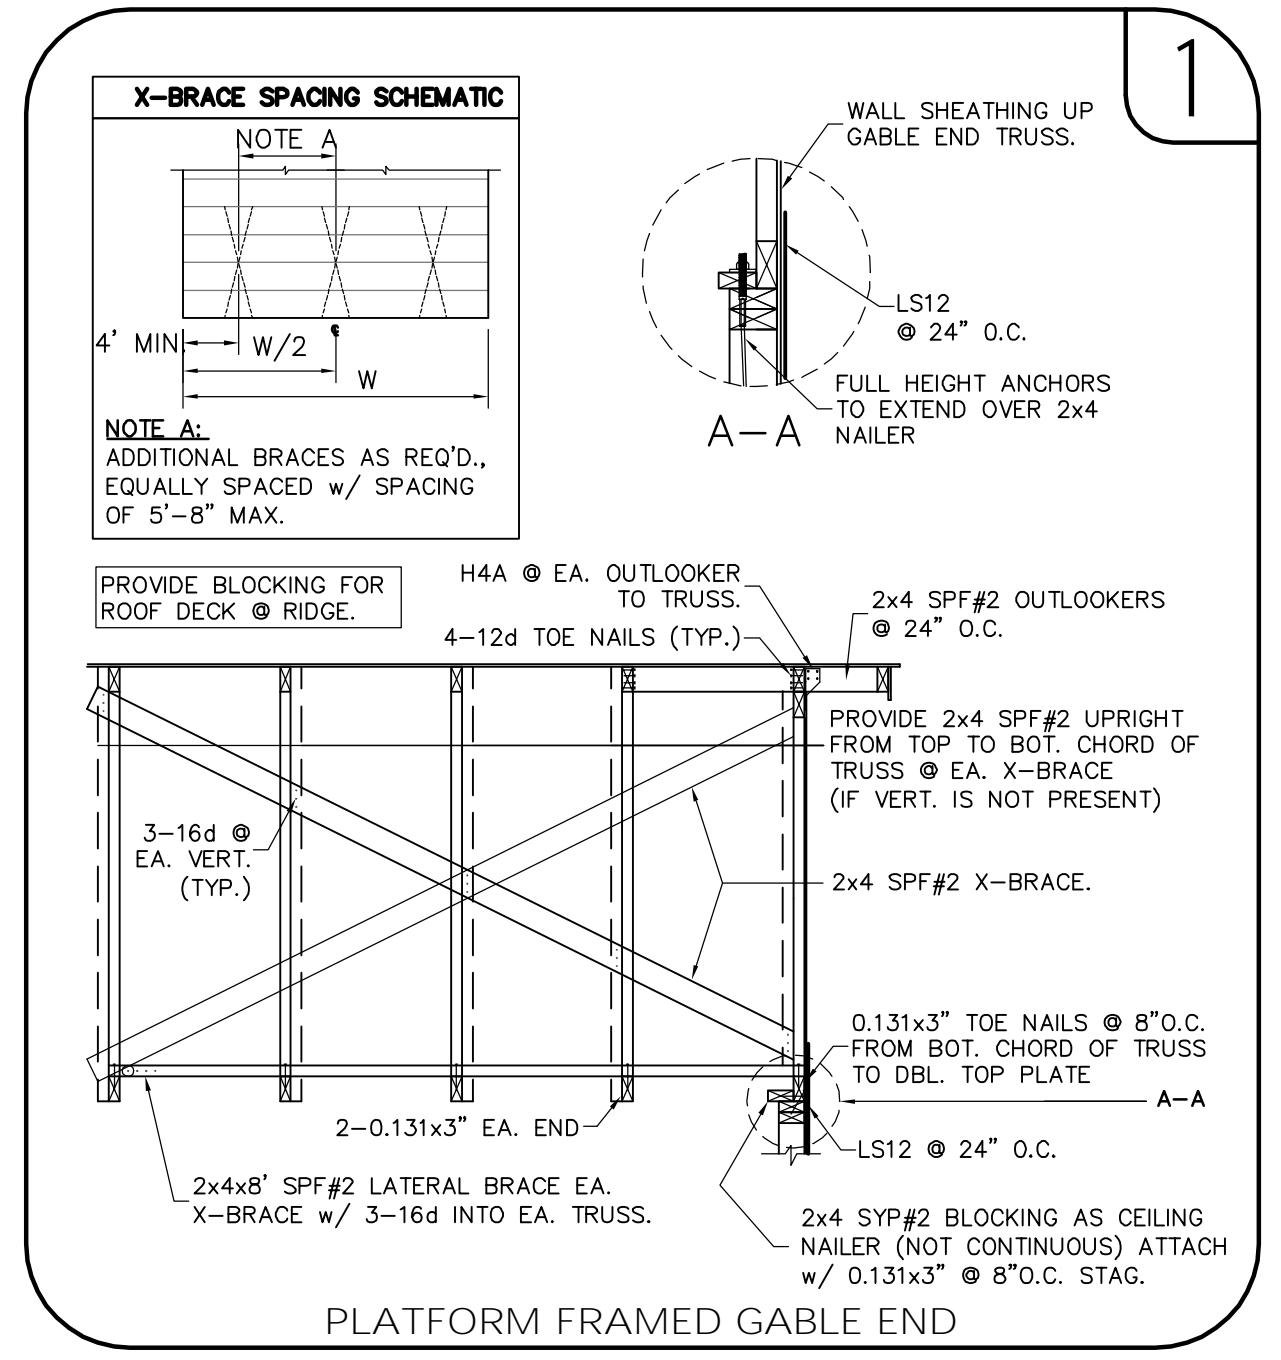 1
X-BRACE SPACING SCHEMATIC
NOTE A
4' MIN.
W/2
W
NOTE A:
ADDITIONAL BRACES AS REQ'D.,
EQUALLY SPACED w/ SPACING
OF 5'-8" MAX.
WALL SHEATHING UP
GABLE END TRUSS.
LS12
@ 24" O.C.
FULL HEIGHT ANCHORS
TO EXTEND OVER 2x4
NAILER
A-A
PROVIDE BLOCKING FOR
ROOF DECK @ RIDGE.
H4A @ EA. OUTLOOKER
TO TRUSS.
4-12d TOE NAILS (TYP.)
2x4 SPF#2 OUTLOOKERS
@ 24" O.C.
PROVIDE 2x4 SPF#2 UPRIGHT
FROM TOP TO BOT. CHORD OF
TRUSS @ EA. X-BRACE
(IF VERT. IS NOT PRESENT)
3-16d @
EA. VERT.
(TYP.)
2x4 SPF#2 X-BRACE.
0.131x3" TOE NAILS @ 8"O.C.
FROM BOT. CHORD OF TRUSS
TO DBL. TOP PLATE
A-A
2-0.131x3" EA. END
LS12 @ 24" O.C.
2x4x8' SPF#2 LATERAL BRACE EA.
X-BRACE w/ 3-16d INTO EA. TRUSS.
2x4 SYP#2 BLOCKING AS CEILING
NAILER (NOT CONTINUOUS) ATTACH
w/ 0.131x3" @ 8"O.C. STAG.
PLATFORM FRAMED GABLE END